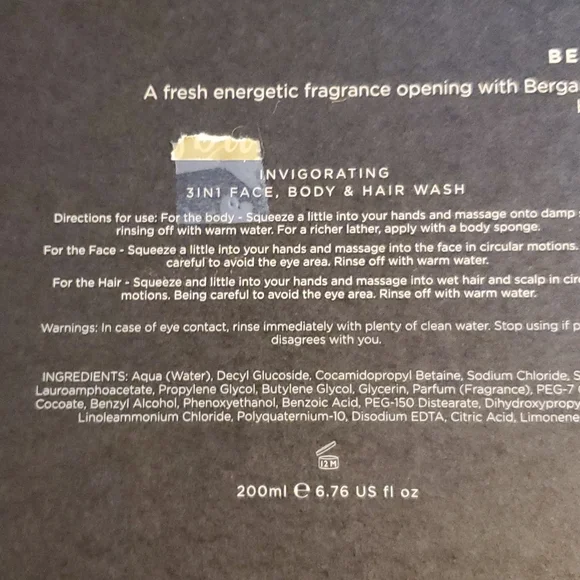 BE
A fresh energetic fragrance opening with Berga
INVIGORATING
3IN1 FACE, BODY & HAIR WASH
Directions for use: For the body - Squeeze a little into your hands and massage onto damp
rinsing off with warm water. For a richer lather, apply with a body sponge.
For the Face - Squeeze a little into your hands and massage into the face in circular motions.
careful to avoid the eye area. Rinse off with warm water.
For the Hair - Squeeze and little into your hands and massage into wet hair and scalp in circ
motions. Being careful to avoid the eye area. Rinse off with warm water.
Warnings: In case of eye contact, rinse immediately with plenty of clean water. Stop using if p
disagrees with you.
INGREDIENTS: Aqua (Water), Decyl Glucoside, Cocamidopropyl Betaine, Sodium Chloride, S
Lauroamphoacetate, Propylene Glycol, Butylene Glycol, Glycerin, Parfum (Fragrance), PEG-7
Cocoate, Benzyl Alcohol, Phenoxyethanol, Benzoic Acid, PEG-150 Distearate, Dihydroxypropy
Linoleammonium Chloride, Polyquaternium-10, Disodium EDTA, Citric Acid, Limonene
12 M
200ml e 6.76 US fl oz